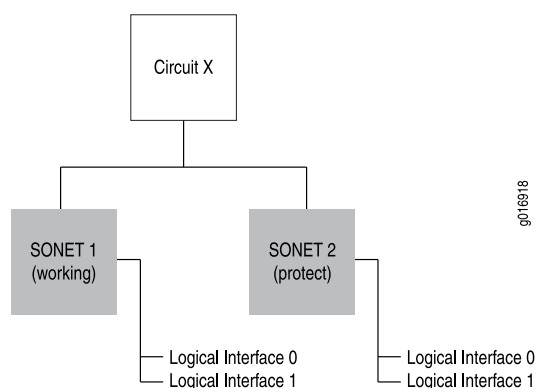 Circuit X
g016918
SONET 1
(working)
SONET 2
(protect)
Logical Interface 0
Logical Interface 1
Logical Interface 0
Logical Interface 1